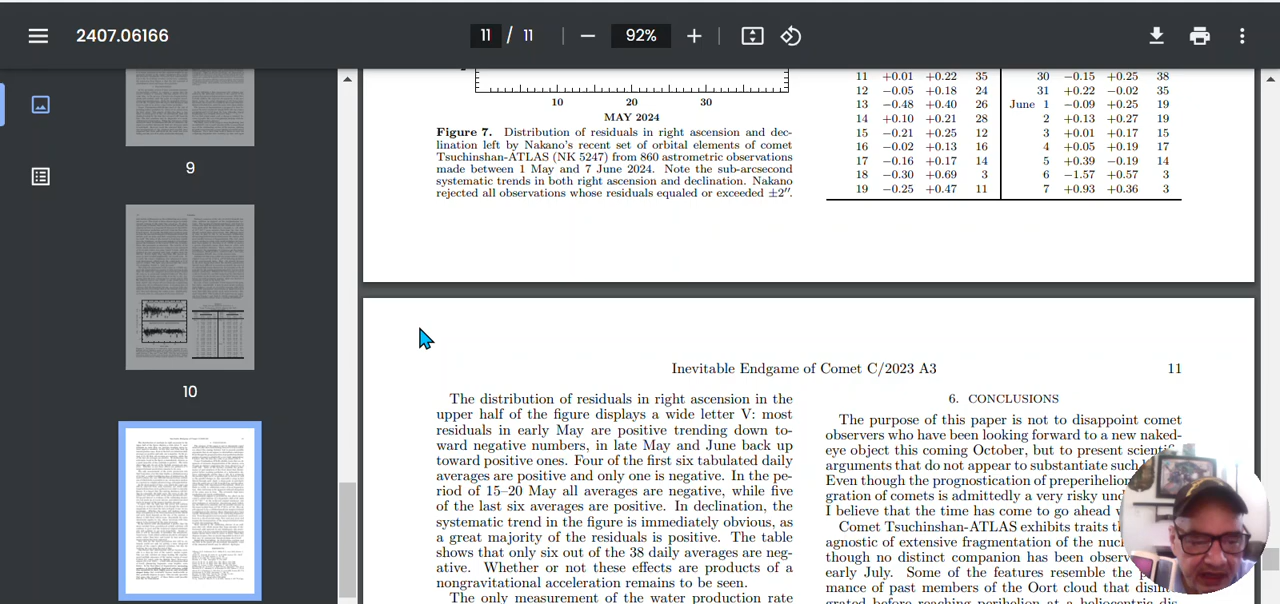 2407.06166
11 / 11
92%
9
10
10 20 30
MAY 2024
Figure 7. Distribution of residuals in right ascension and dec-
lination left by Nakano's recent set of orbital elements of comet
Tsuchinshan-ATLAS (NK 5247) from 860 astrometric observations
made between 1 May and 7 June 2024. Note the sub-arcsecond
systematic trends in both right ascension and declination. Nakano
rejected all observations whose residuals equaled or exceeded ±2″.
11 +0.01 +0.22 35 30 −0.15 +0.25 38
12 −0.05 +0.18 24 31 +0.22 −0.02 35
13 −0.48 +0.40 26 June 1 −0.09 +0.25 19
14 +0.10 +0.21 28 2 +0.13 +0.27 19
15 −0.21 +0.25 12 3 +0.01 +0.17 15
16 −0.02 +0.13 16 4 +0.05 +0.19 17
17 −0.16 +0.17 14 5 +0.39 −0.19 14
18 −0.30 +0.69 3 6 −1.57 +0.57 3
19 −0.25 +0.47 11 7 +0.93 +0.36 3
Inevitable Endgame of Comet C/2023 A3 11
The distribution of residuals in right ascension in the
upper half of the figure displays a wide letter V: most
residuals in early May are positive trending down to-
ward negative numbers, in late May and June back up
toward positive ones. Four of the first six tabulated daily
averages are positive and only four negative. In the pe-
riod of 15–20 May all averages are negative, while five
of the last six averages are positive. In declination, the
systematic trend in the figure is immediately obvious, as
a great majority of the residuals is positive. The table
shows that only six out of the 38 daily averages are neg-
ative. Whether or not these effects are products of a
nongravitational acceleration remains to be seen.
The only measurement of the water production rate
6. CONCLUSIONS
The purpose of this paper is not to disappoint comet
observers who have been looking forward to a new naked-
eye object this coming October, but to present scientif
arguments that do not appear to substantiate such
Even though the prognostication of preperihelion
gration of comets is admittedly a very risky und
I believe that the time has come to go ahead
Comet Tsuchinshan-ATLAS exhibits traits
agnostic of massive fragmentation of the nuc
though no distinct companion has been observ
early July. Some of the features resemble the
mance of past members of the Oort cloud that disin
grated before reaching perihelion at a heliocentric dis